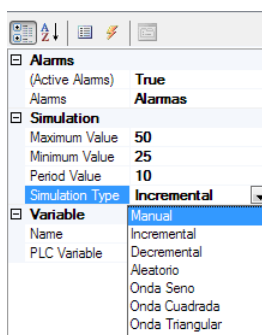 Alarms
(Active Alarms) True
Alarms Alarmas
Simulation
Maximum Value 50
Minimum Value 25
Period Value 10
Simulation Type Incremental
Variable Manual
Name Incremental
PLC Variable Decremental
Aleatorio
Onda Seno
Onda Cuadrada
Onda Triangular